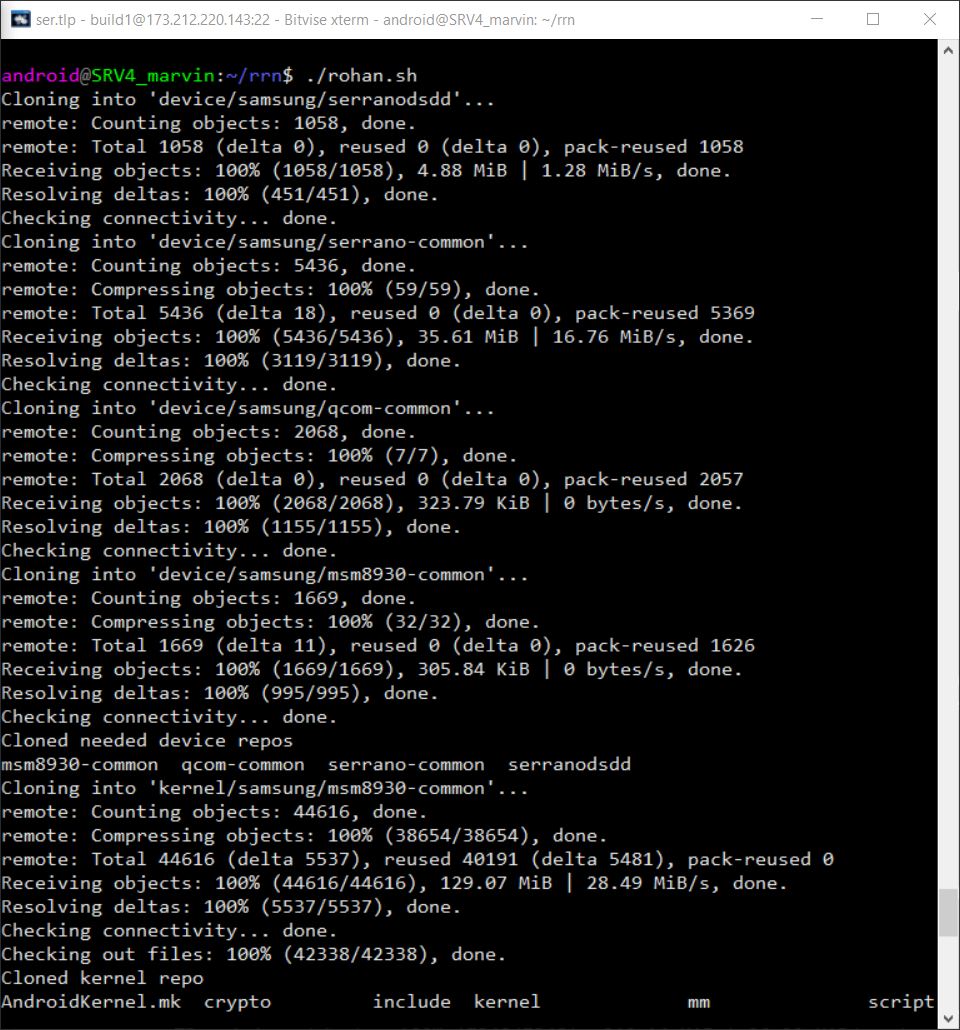 ser.tlp - build1@173.212.220.143:22 - Bitvise xterm - android@SRV4_marvin: ~/rrn
android@SRV4_marvin:~/rrn$ ./rohan.sh
Cloning into 'device/samsung/serranodsdd'...
remote: Counting objects: 1058, done.
remote: Total 1058 (delta 0), reused 0 (delta 0), pack-reused 1058
Receiving objects: 100% (1058/1058), 4.88 MiB | 1.28 MiB/s, done.
Resolving deltas: 100% (451/451), done.
Checking connectivity... done.
Cloning into 'device/samsung/serrano-common'...
remote: Counting objects: 5436, done.
remote: Compressing objects: 100% (59/59), done.
remote: Total 5436 (delta 18), reused 0 (delta 0), pack-reused 5369
Receiving objects: 100% (5436/5436), 35.61 MiB | 16.76 MiB/s, done.
Resolving deltas: 100% (3119/3119), done.
Checking connectivity... done.
Cloning into 'device/samsung/qcom-common'...
remote: Counting objects: 2068, done.
remote: Compressing objects: 100% (7/7), done.
remote: Total 2068 (delta 0), reused 0 (delta 0), pack-reused 2057
Receiving objects: 100% (2068/2068), 323.79 KiB | 0 bytes/s, done.
Resolving deltas: 100% (1155/1155), done.
Checking connectivity... done.
Cloning into 'device/samsung/msm8930-common'...
remote: Counting objects: 1669, done.
remote: Compressing objects: 100% (32/32), done.
remote: Total 1669 (delta 11), reused 0 (delta 0), pack-reused 1626
Receiving objects: 100% (1669/1669), 305.84 KiB | 0 bytes/s, done.
Resolving deltas: 100% (995/995), done.
Checking connectivity... done.
Cloned needed device repos
msm8930-common  qcom-common  serrano-common  serranodsdd
Cloning into 'kernel/samsung/msm8930-common'...
remote: Counting objects: 44616, done.
remote: Compressing objects: 100% (38654/38654), done.
remote: Total 44616 (delta 5537), reused 40191 (delta 5481), pack-reused 0
Receiving objects: 100% (44616/44616), 129.07 MiB | 28.49 MiB/s, done.
Resolving deltas: 100% (5537/5537), done.
Checking connectivity... done.
Checking out files: 100% (42338/42338), done.
Cloned kernel repo
AndroidKernel.mk  crypto         include  kernel             mm              script